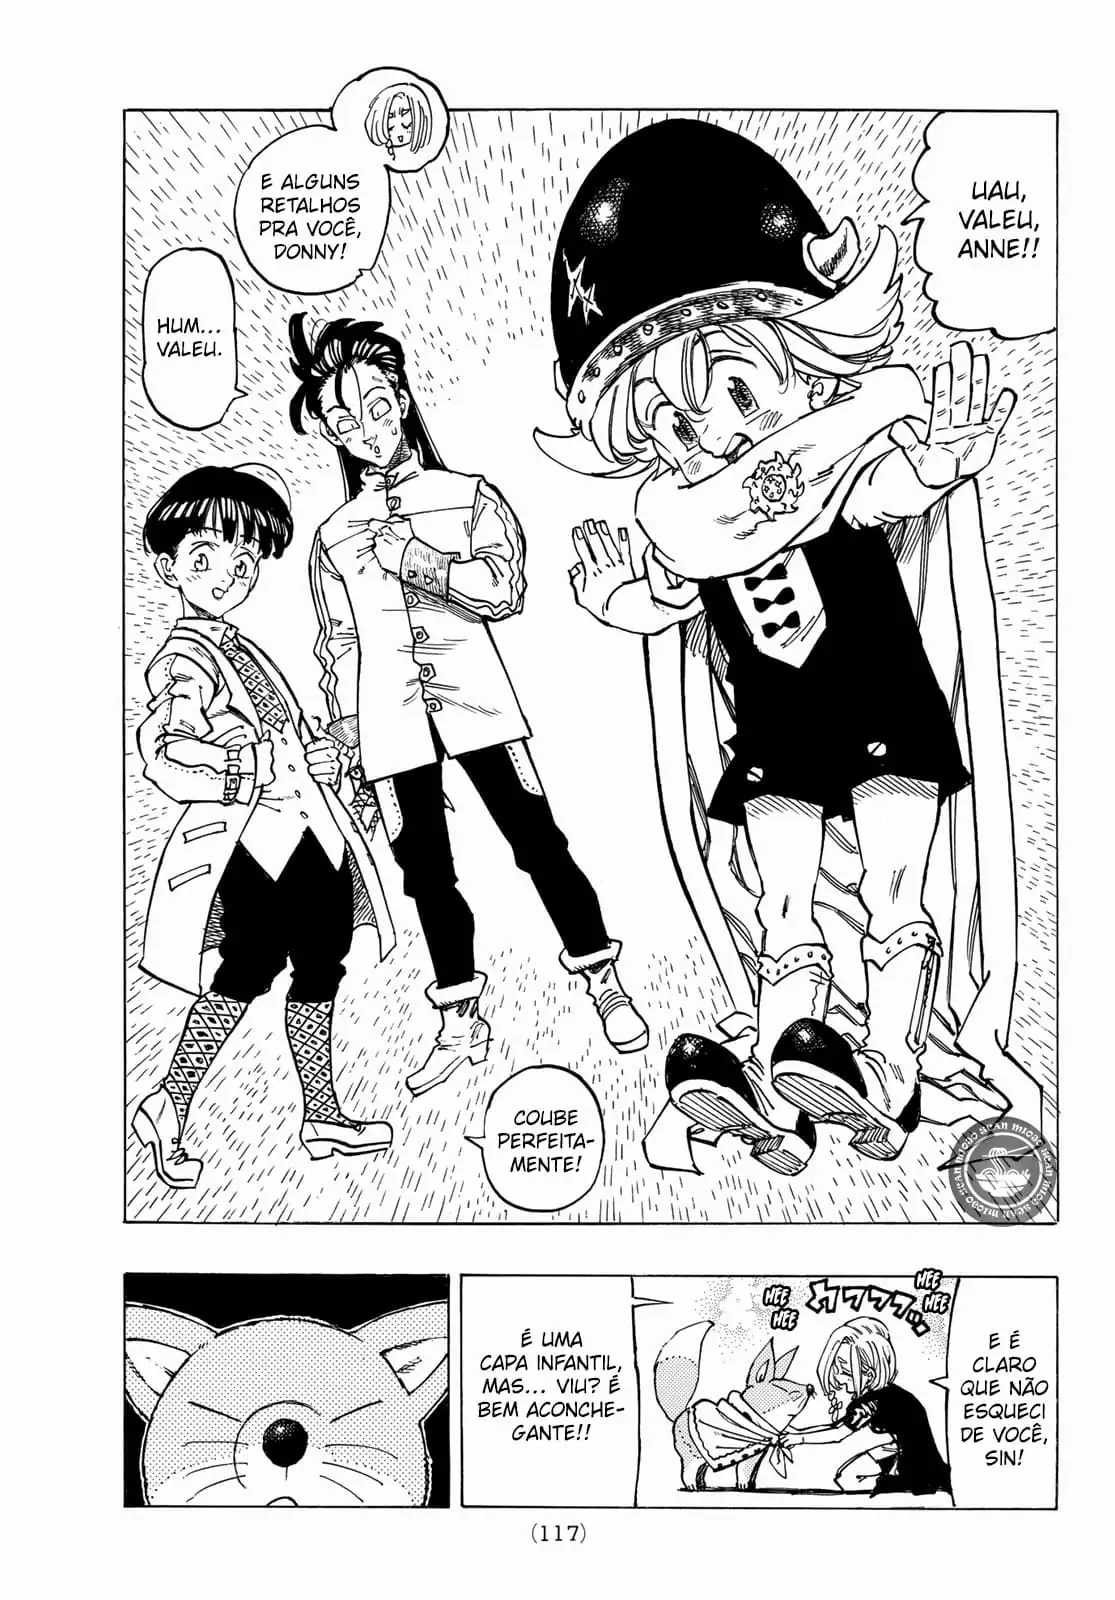 UAU,
VALEU,
ANNE!!
E ALGUNS
RETALHOS
PRA VOCÊ,
DONNY!
HUM...
VALEU.
COUBE
PERFEITA-
MENTE!
E É
CLARO
QUE NÃO
ESQUECI
DE VOCÊ,
SIN!
HEE
HEE
HEE
HEE
É UMA
CAPA INFANTIL,
MAS... VIU? É
BEM ACONCHE-
GANTE!!
(117)